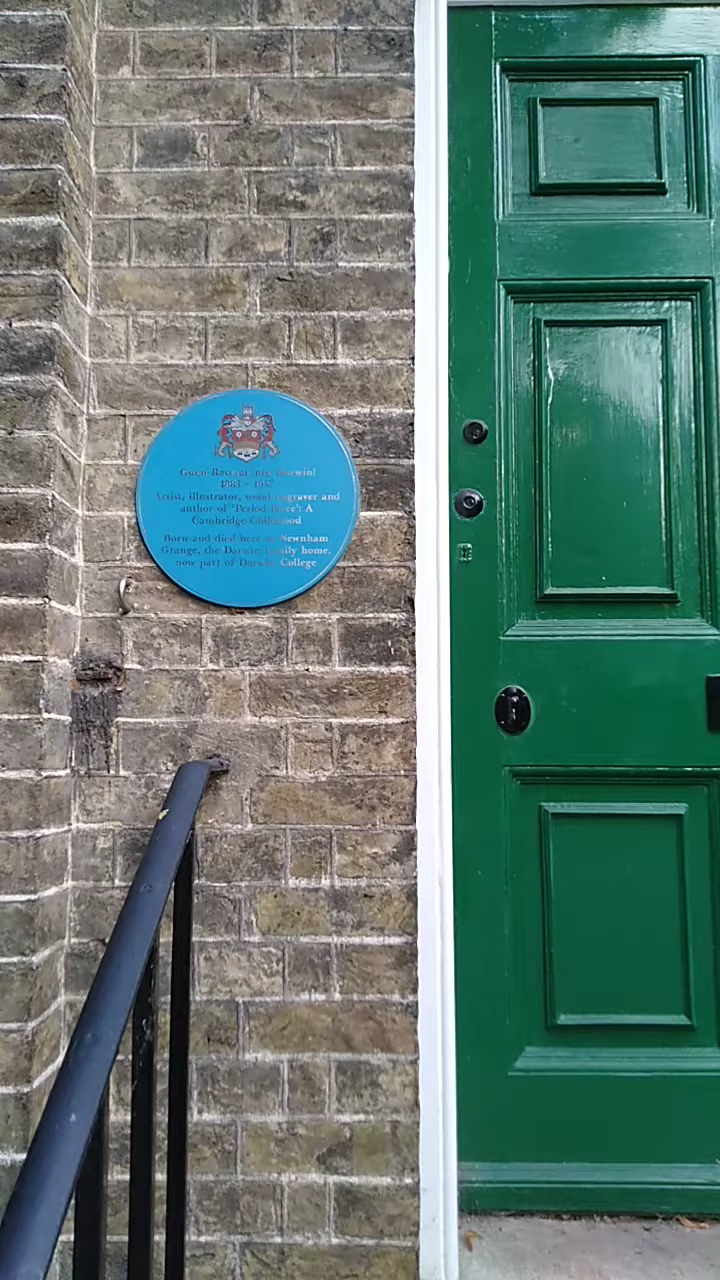 Gwen Raverat (née Darwin)
1885 - 1957
Artist, illustrator, wood engraver and
author of 'Period Piece': A
Cambridge Childhood
Born and died here at Newnham
Grange, the Darwin family home,
now part of Darwin College